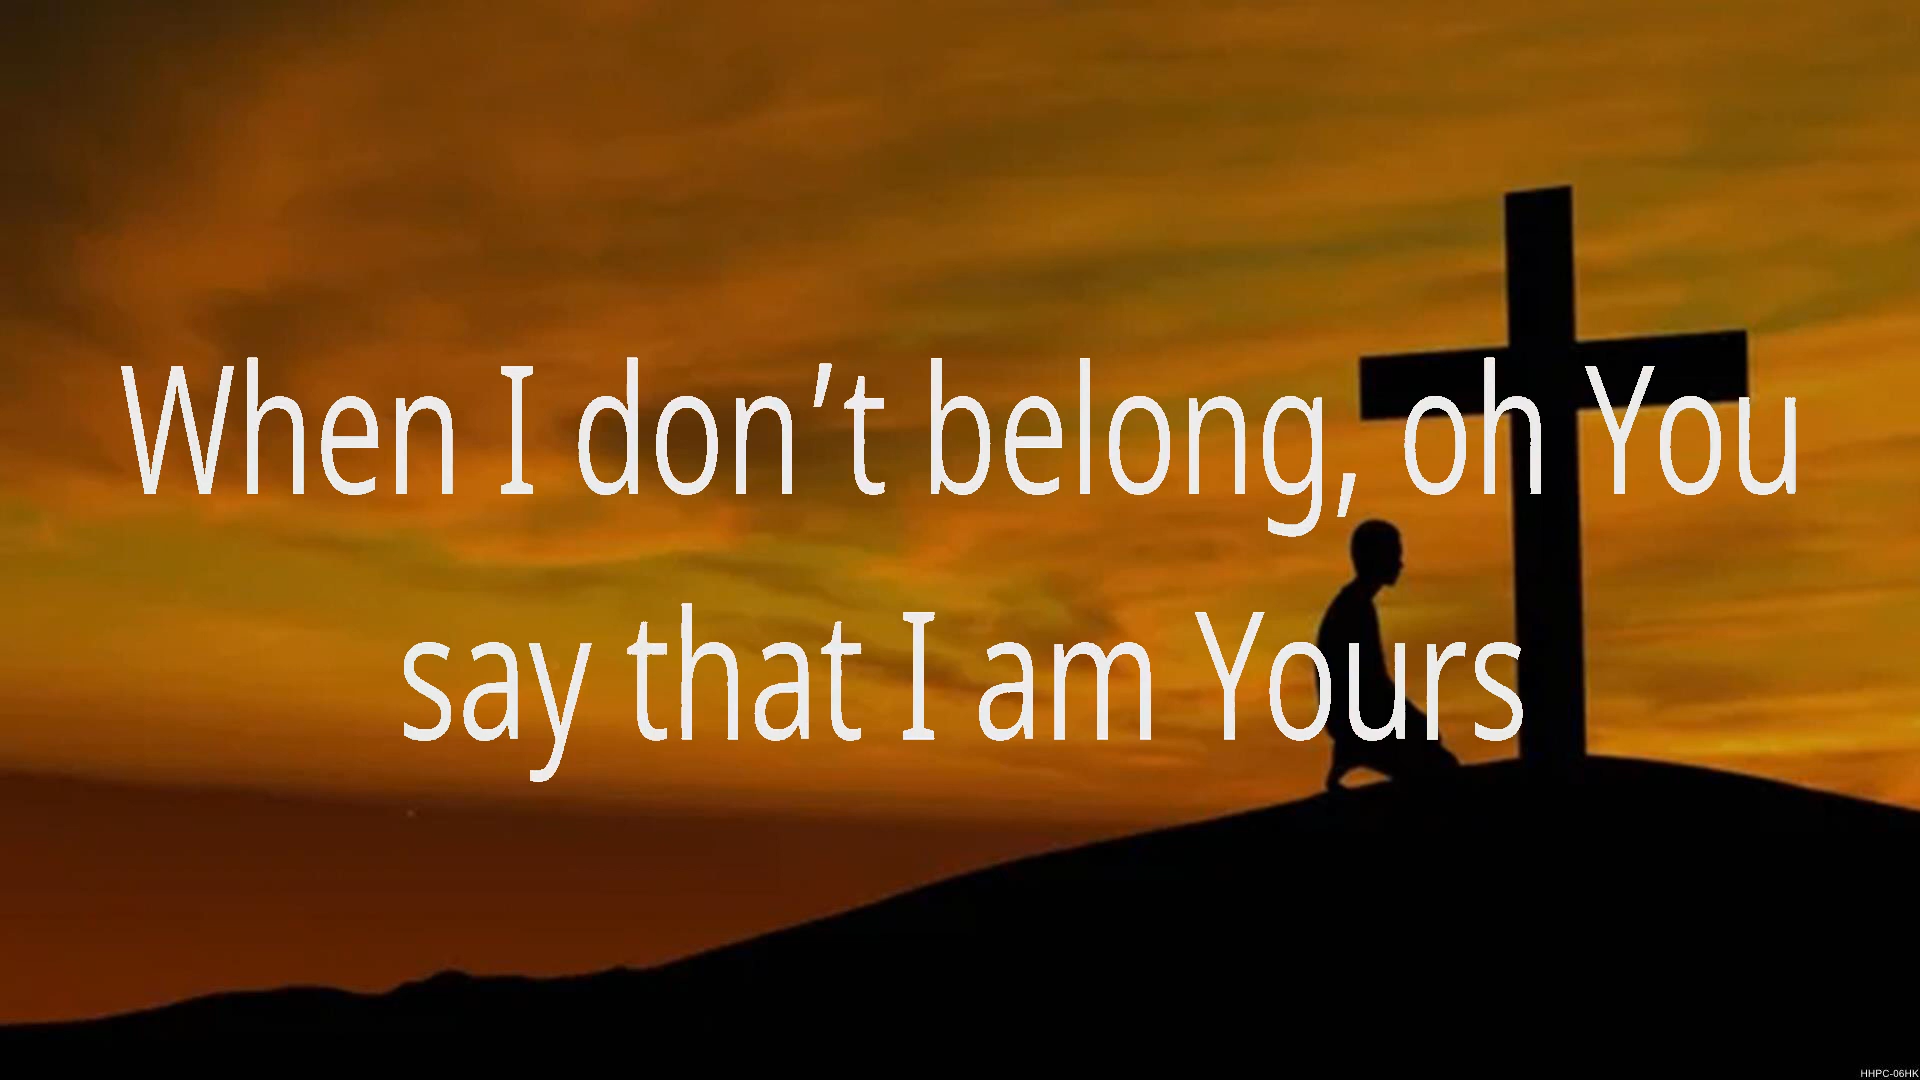 When I don’t belong, oh You
say that I am Yours
HHPC-06HK